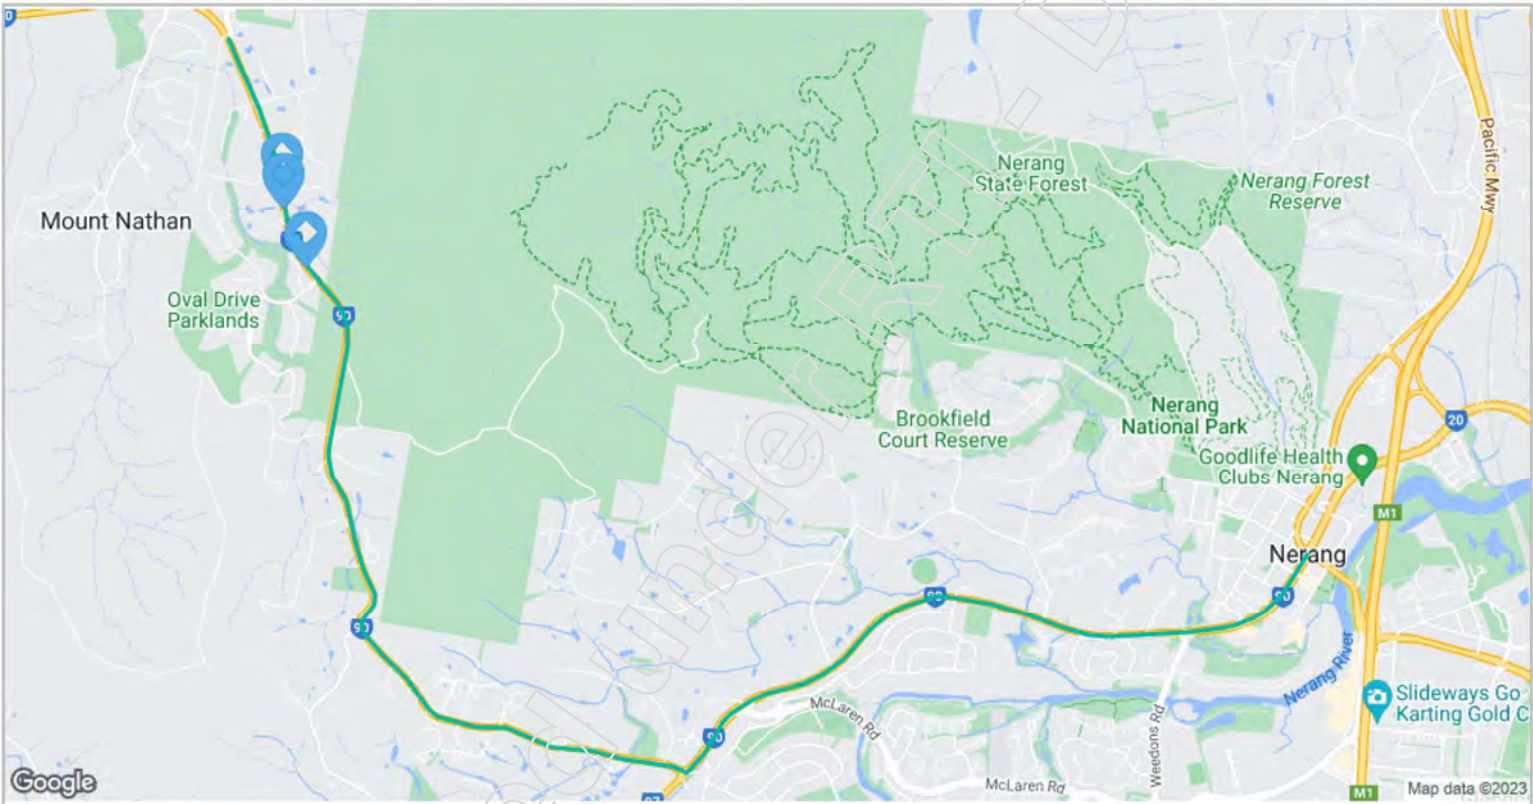 Pacific Mwy
Nerang
State Forest
Nerang Forest
Reserve
Mount Nathan
Oval Drive
Parklands
90
Brookfield
Court Reserve
Nerang
National Park
20
Goodlife Health
Clubs Nerang
M1
Nerang
90
90
90
Nerang River
Slideways Go
Karting Gold C
McLaren Rd
90
Weedons Rd
McLaren Rd
Google
M1
Map data ©2023